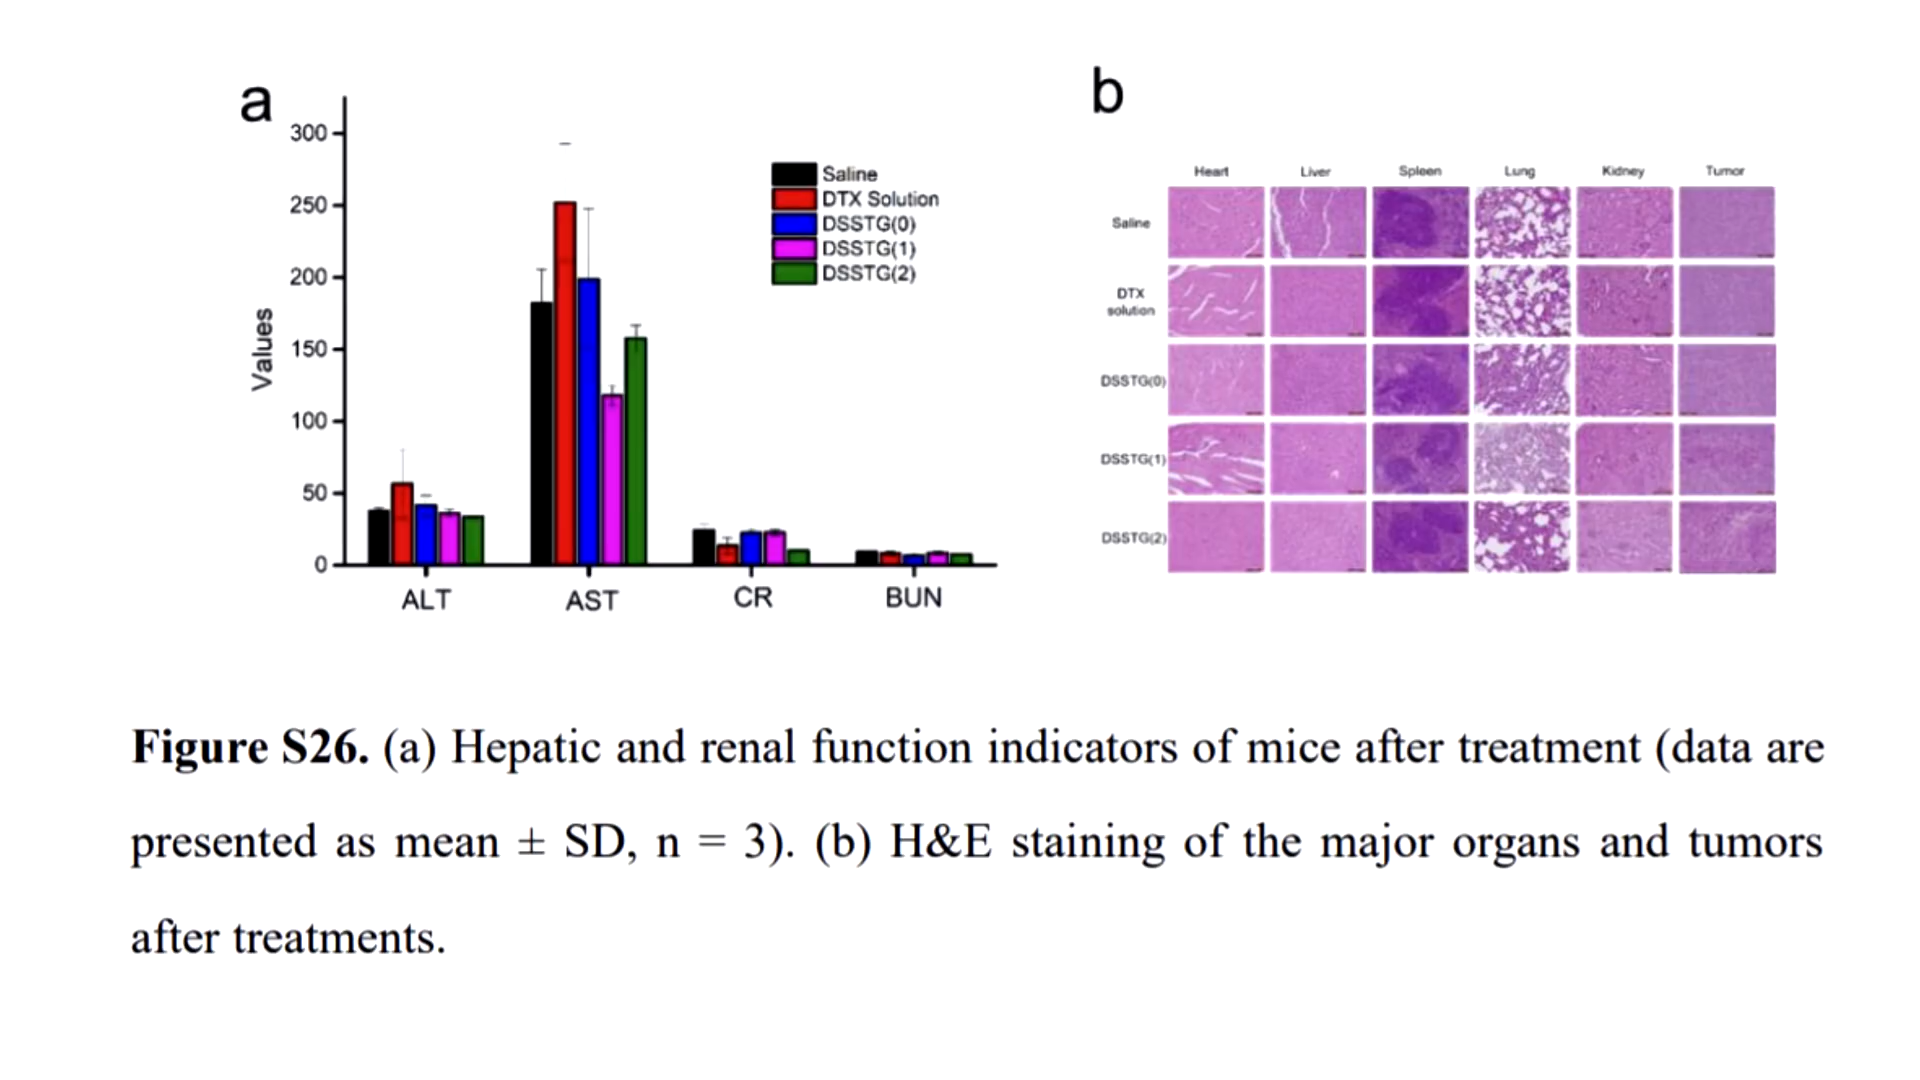 a
300
250
200
150
100
50
0
Values
ALT
AST
CR
BUN
Saline
DTX Solution
DSSTG(0)
DSSTG(1)
DSSTG(2)
b
Heart
Liver
Spleen
Lung
Kidney
Tumor
Saline
DTX
solution
DSSTG(0)
DSSTG(1)
DSSTG(2)
Figure S26. (a) Hepatic and renal function indicators of mice after treatment (data are
presented as mean ± SD, n = 3). (b) H&E staining of the major organs and tumors
after treatments.